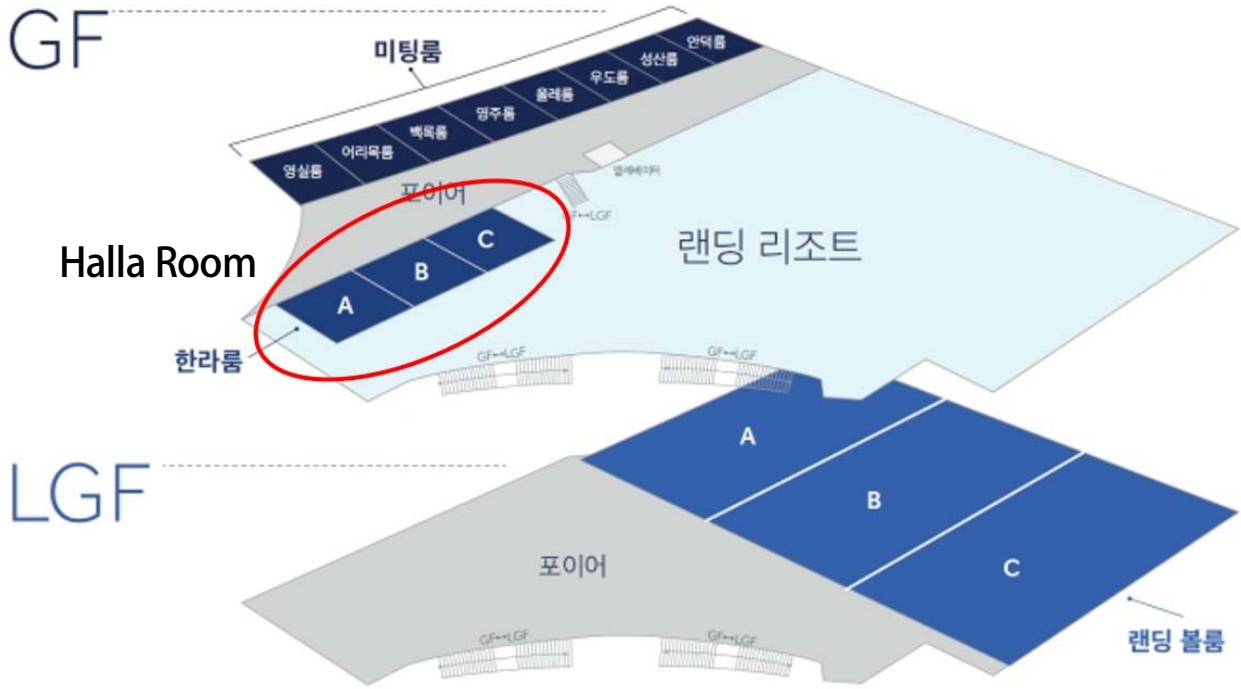 GF
미팅룸
안덕룸
성산룸
우도룸
올레룸
영주룸
백록룸
어리목룸
영실룸
포이어
엘레베이터
GF↔LGF
랜딩 리조트
Halla Room
C
B
A
한라룸
GF↔LGF
GF↔LGF
LGF
A
B
C
포이어
GF↔LGF
GF↔LGF
랜딩 볼룸